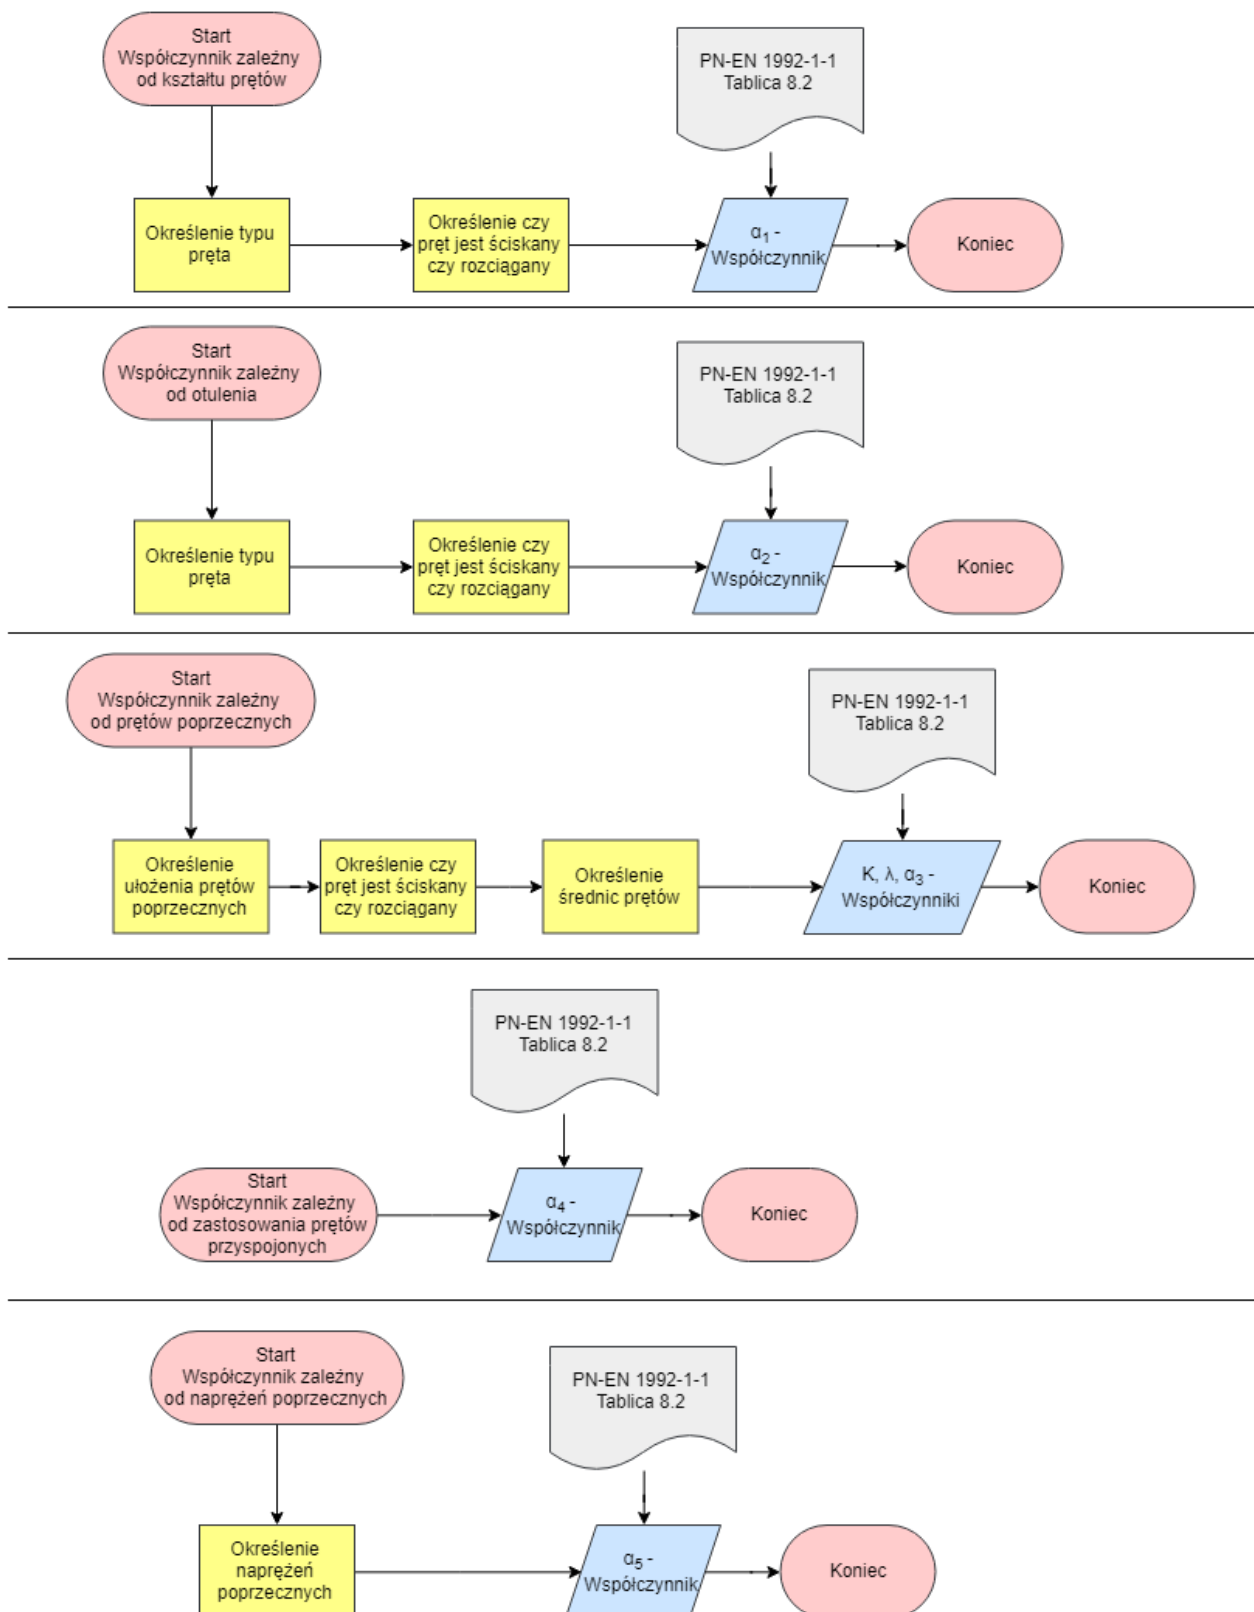 Start
Współczynnik zależny
od kształtu prętów
PN-EN 1992-1-1
Tablica 8.2
Określenie typu
pręta
Określenie czy
pręt jest ściskany
czy rozciągany
α₁ -
Współczynnik
Koniec
Start
Współczynnik zależny
od otulenia
PN-EN 1992-1-1
Tablica 8.2
Określenie typu
pręta
Określenie czy
pręt jest ściskany
czy rozciągany
α₂ -
Współczynnik
Koniec
Start
Współczynnik zależny
od prętów poprzecznych
PN-EN 1992-1-1
Tablica 8.2
Określenie
ułożenia prętów
poprzecznych
Określenie czy
pręt jest ściskany
czy rozciągany
Określenie
średnic prętów
K, λ, α₃ -
Współczynniki
Koniec
PN-EN 1992-1-1
Tablica 8.2
Start
Współczynnik zależny
od zastosowania prętów
przyspojonych
α₄ -
Współczynnik
Koniec
Start
Współczynnik zależny
od naprężeń poprzecznych
PN-EN 1992-1-1
Tablica 8.2
Określenie
naprężeń
poprzecznych
α₅ -
Współczynnik
Koniec